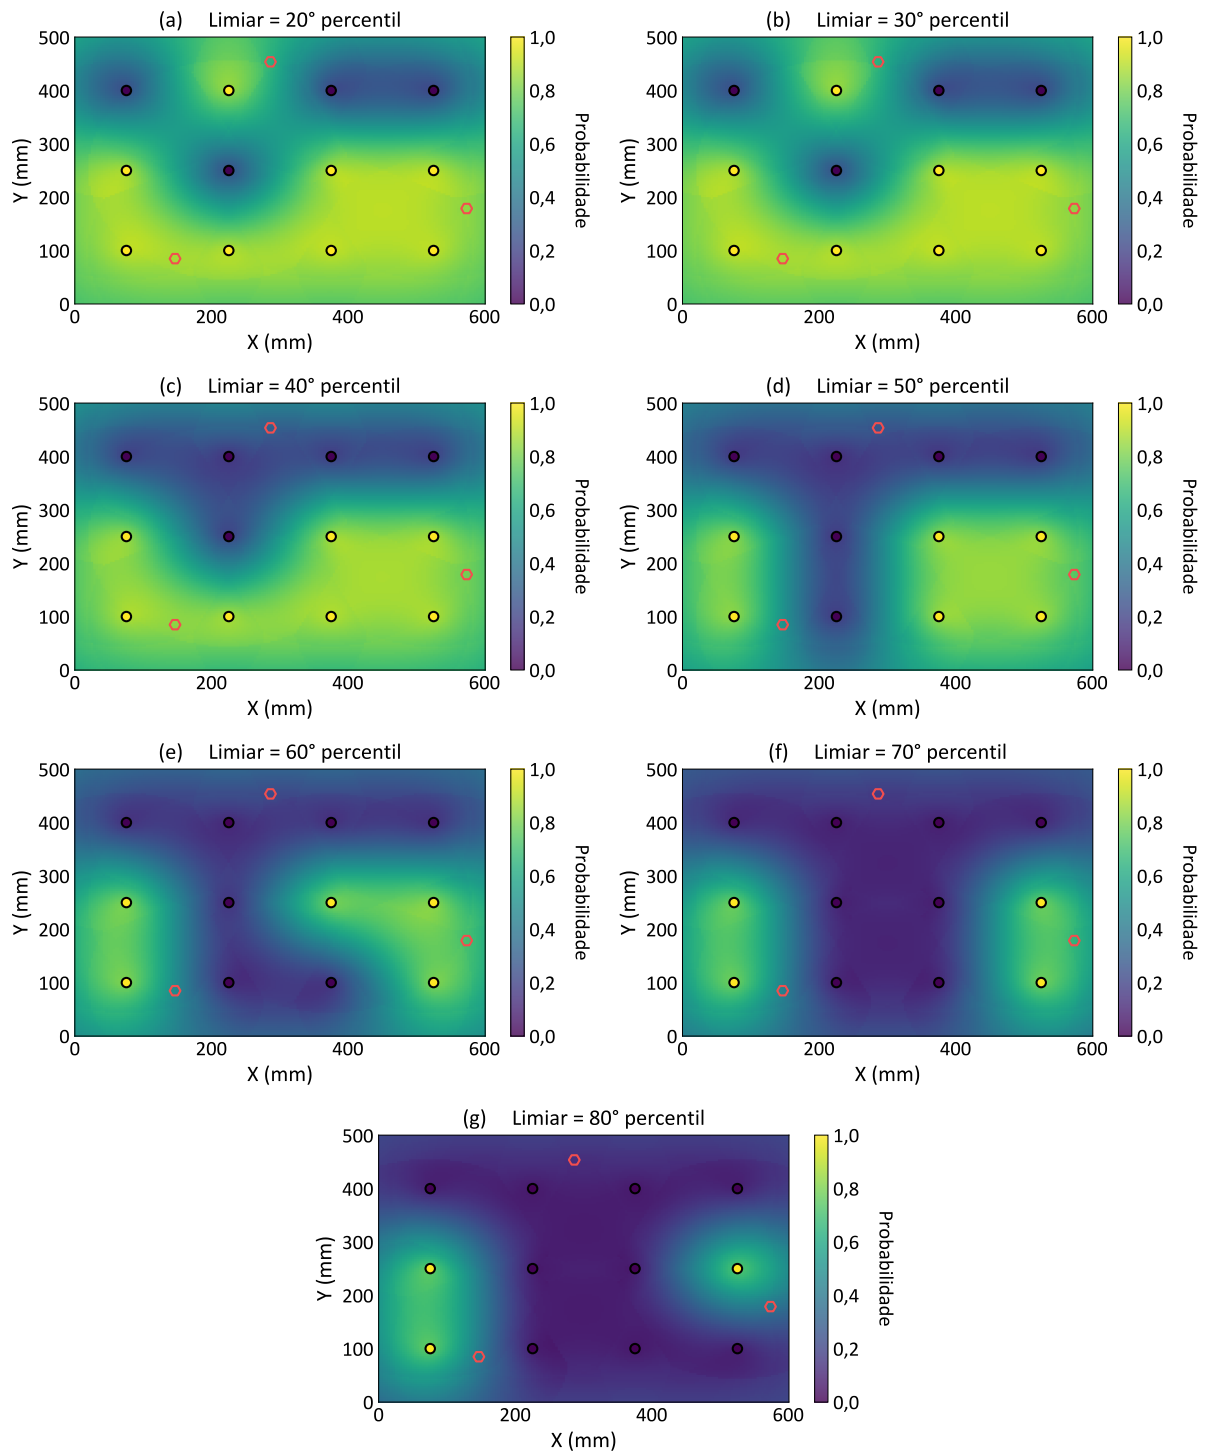 (a) Limiar = 20° percentil
500
400
300
200
100
0
Y (mm)
0 200 400 600
X (mm)
1,0
0,8
0,6
0,4
0,2
0,0
Probabilidade
(b) Limiar = 30° percentil
500
400
300
200
100
0
Y (mm)
0 200 400 600
X (mm)
1,0
0,8
0,6
0,4
0,2
0,0
Probabilidade
(c) Limiar = 40° percentil
500
400
300
200
100
0
Y (mm)
0 200 400 600
X (mm)
1,0
0,8
0,6
0,4
0,2
0,0
Probabilidade
(d) Limiar = 50° percentil
500
400
300
200
100
0
Y (mm)
0 200 400 600
X (mm)
1,0
0,8
0,6
0,4
0,2
0,0
Probabilidade
(e) Limiar = 60° percentil
500
400
300
200
100
0
Y (mm)
0 200 400 600
X (mm)
1,0
0,8
0,6
0,4
0,2
0,0
Probabilidade
(f) Limiar = 70° percentil
500
400
300
200
100
0
Y (mm)
0 200 400 600
X (mm)
1,0
0,8
0,6
0,4
0,2
0,0
Probabilidade
(g) Limiar = 80° percentil
500
400
300
200
100
0
Y (mm)
0 200 400 600
X (mm)
1,0
0,8
0,6
0,4
0,2
0,0
Probabilidade